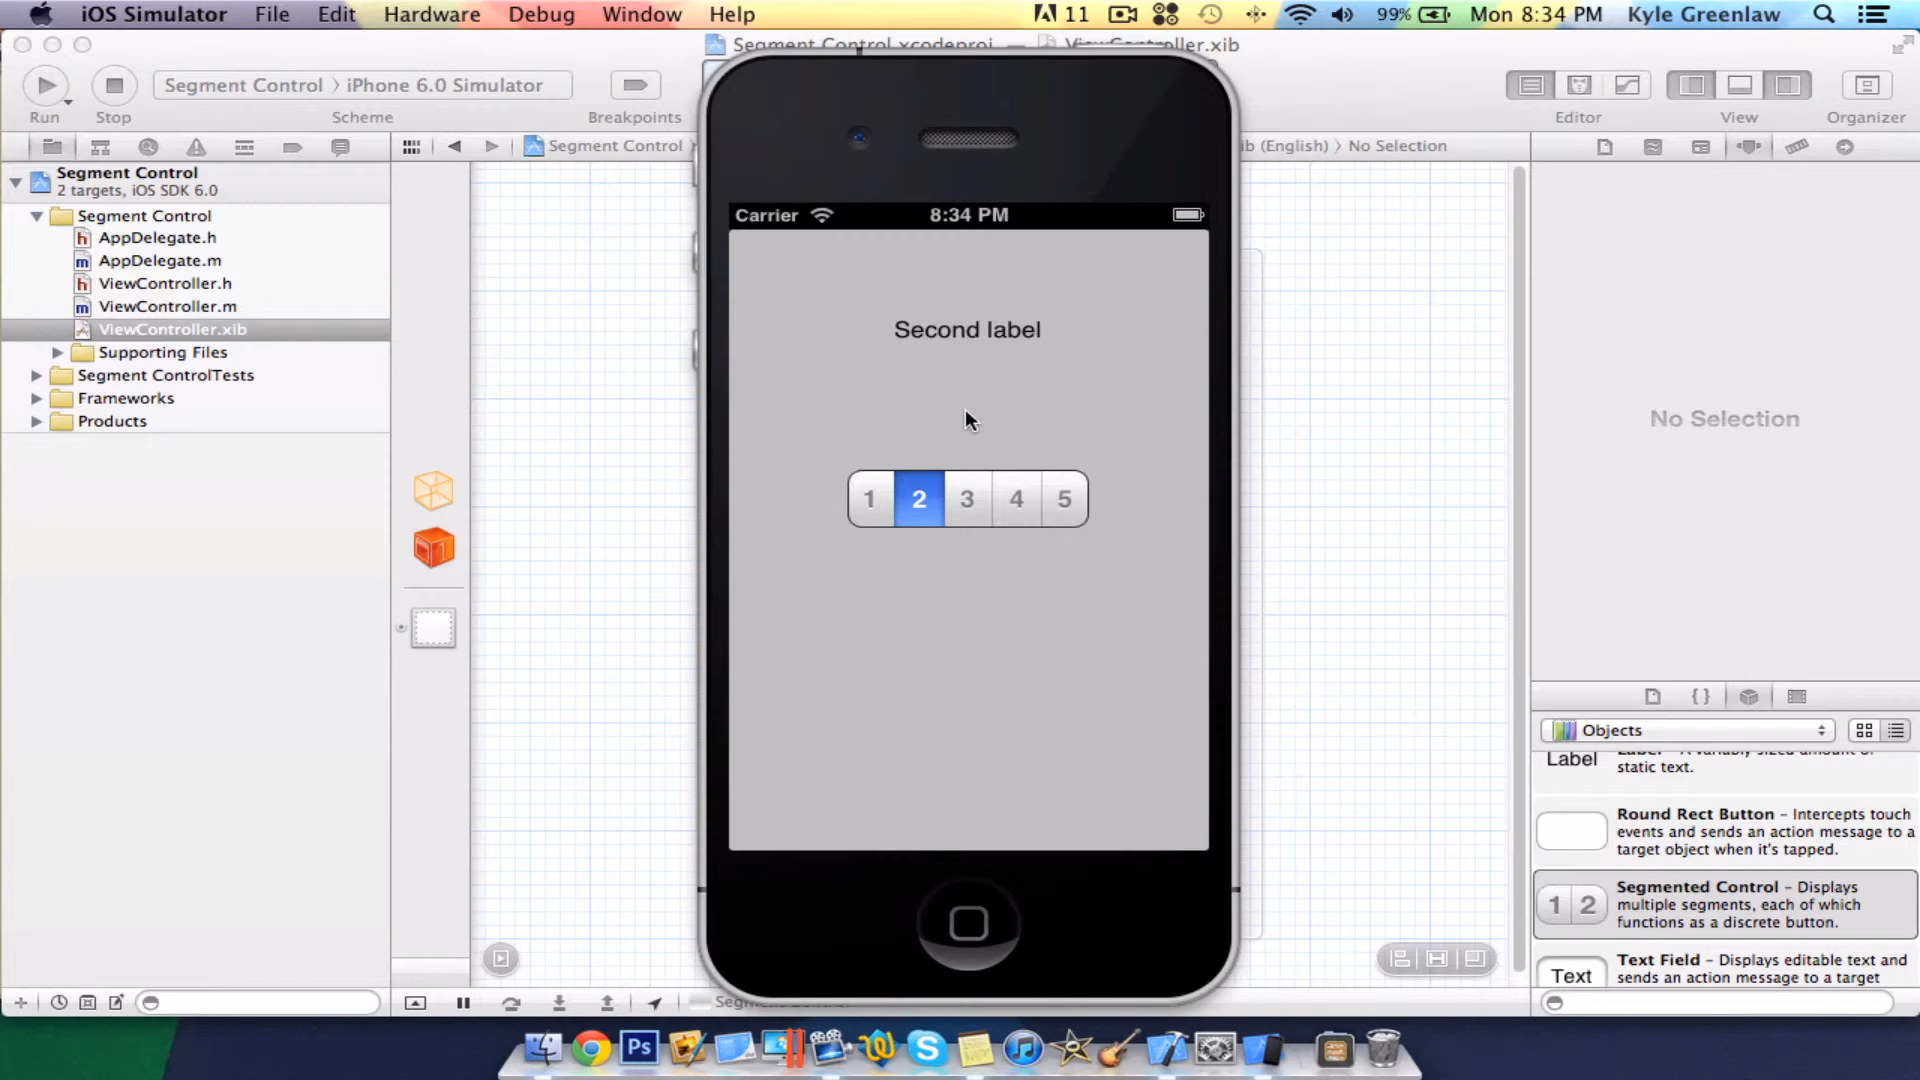 iOS Simulator File Edit Hardware Debug Window Help
11 99% Mon 8:34 PM Kyle Greenlaw
Segment Control.xcodeproj — ViewController.xib
Segment Control 〉 iPhone 6.0 Simulator
Run Stop Scheme Breakpoints Editor View Organizer
Segment Control
ib (English) 〉 No Selection
Segment Control
2 targets, iOS SDK 6.0
Segment Control
AppDelegate.h
AppDelegate.m
ViewController.h
ViewController.m
ViewController.xib
Supporting Files
Segment ControlTests
Frameworks
Products
Carrier 8:34 PM
Second label
1 2 3 4 5
No Selection
{}
Objects
Label
static text.
Round Rect Button – Intercepts touch
events and sends an action message to a
target object when it's tapped.
1 2
Segmented Control – Displays
multiple segments, each of which
functions as a discrete button.
Text
Text Field – Displays editable text and
sends an action message to a target
Ps